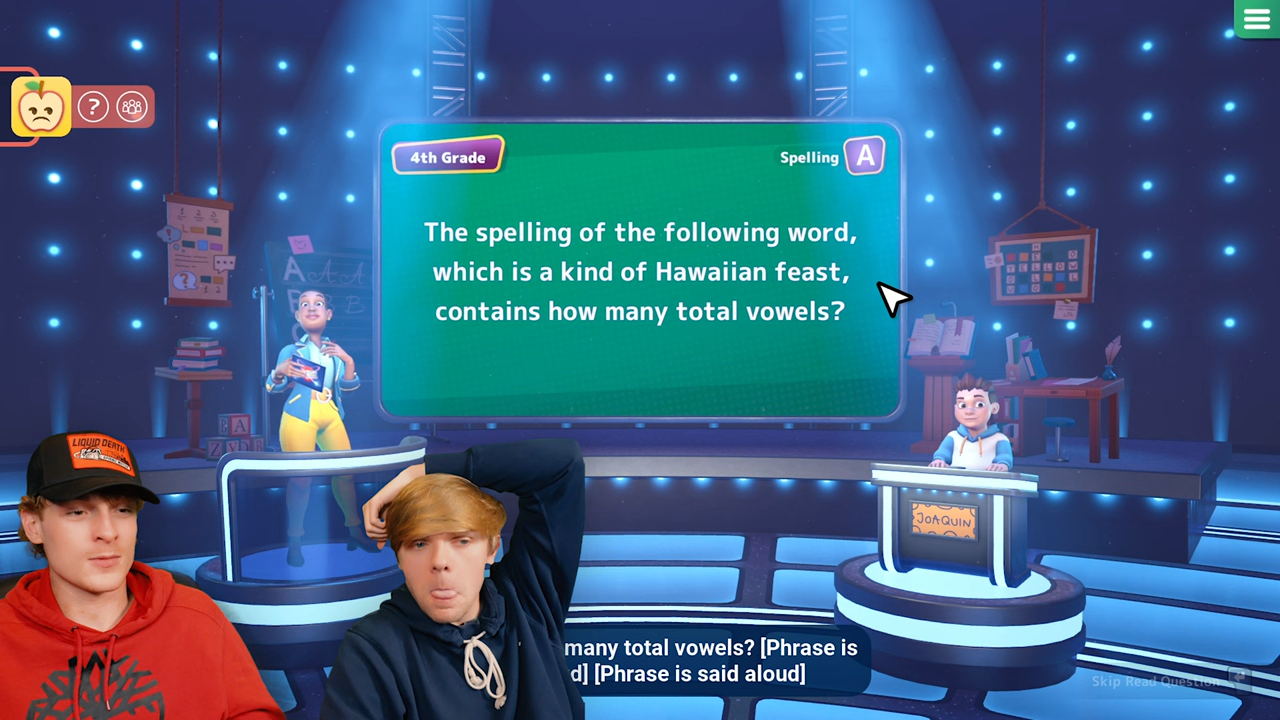 4th Grade
Spelling A
The spelling of the following word,
which is a kind of Hawaiian feast,
contains how many total vowels?
?
YELLOW
JOAQUIN
LIQUID DEATH
many total vowels? [Phrase is
d] [Phrase is said aloud]
Skip Read Question